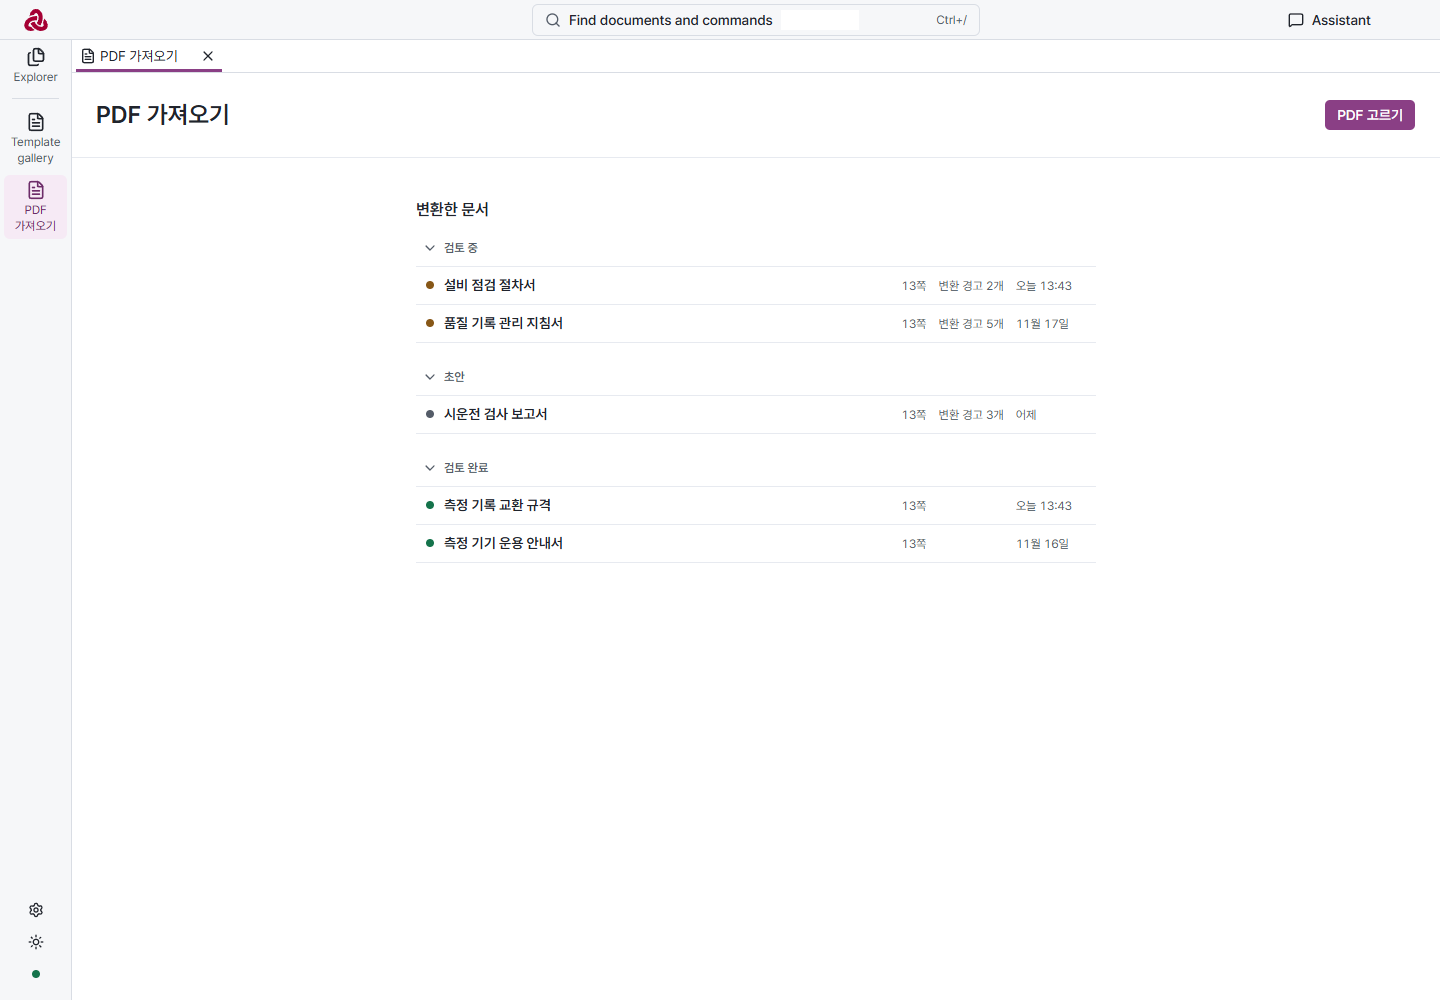 Find documents and commands Ctrl+/
Assistant
Explorer
Template
gallery
PDF
가져오기
PDF 가져오기
PDF 가져오기
PDF 고르기
변환한 문서
검토 중
설비 점검 절차서 13쪽 변환 경고 2개 오늘 13:43
품질 기록 관리 지침서 13쪽 변환 경고 5개 11월 17일
초안
시운전 검사 보고서 13쪽 변환 경고 3개 어제
검토 완료
측정 기록 교환 규격 13쪽 오늘 13:43
측정 기기 운용 안내서 13쪽 11월 16일